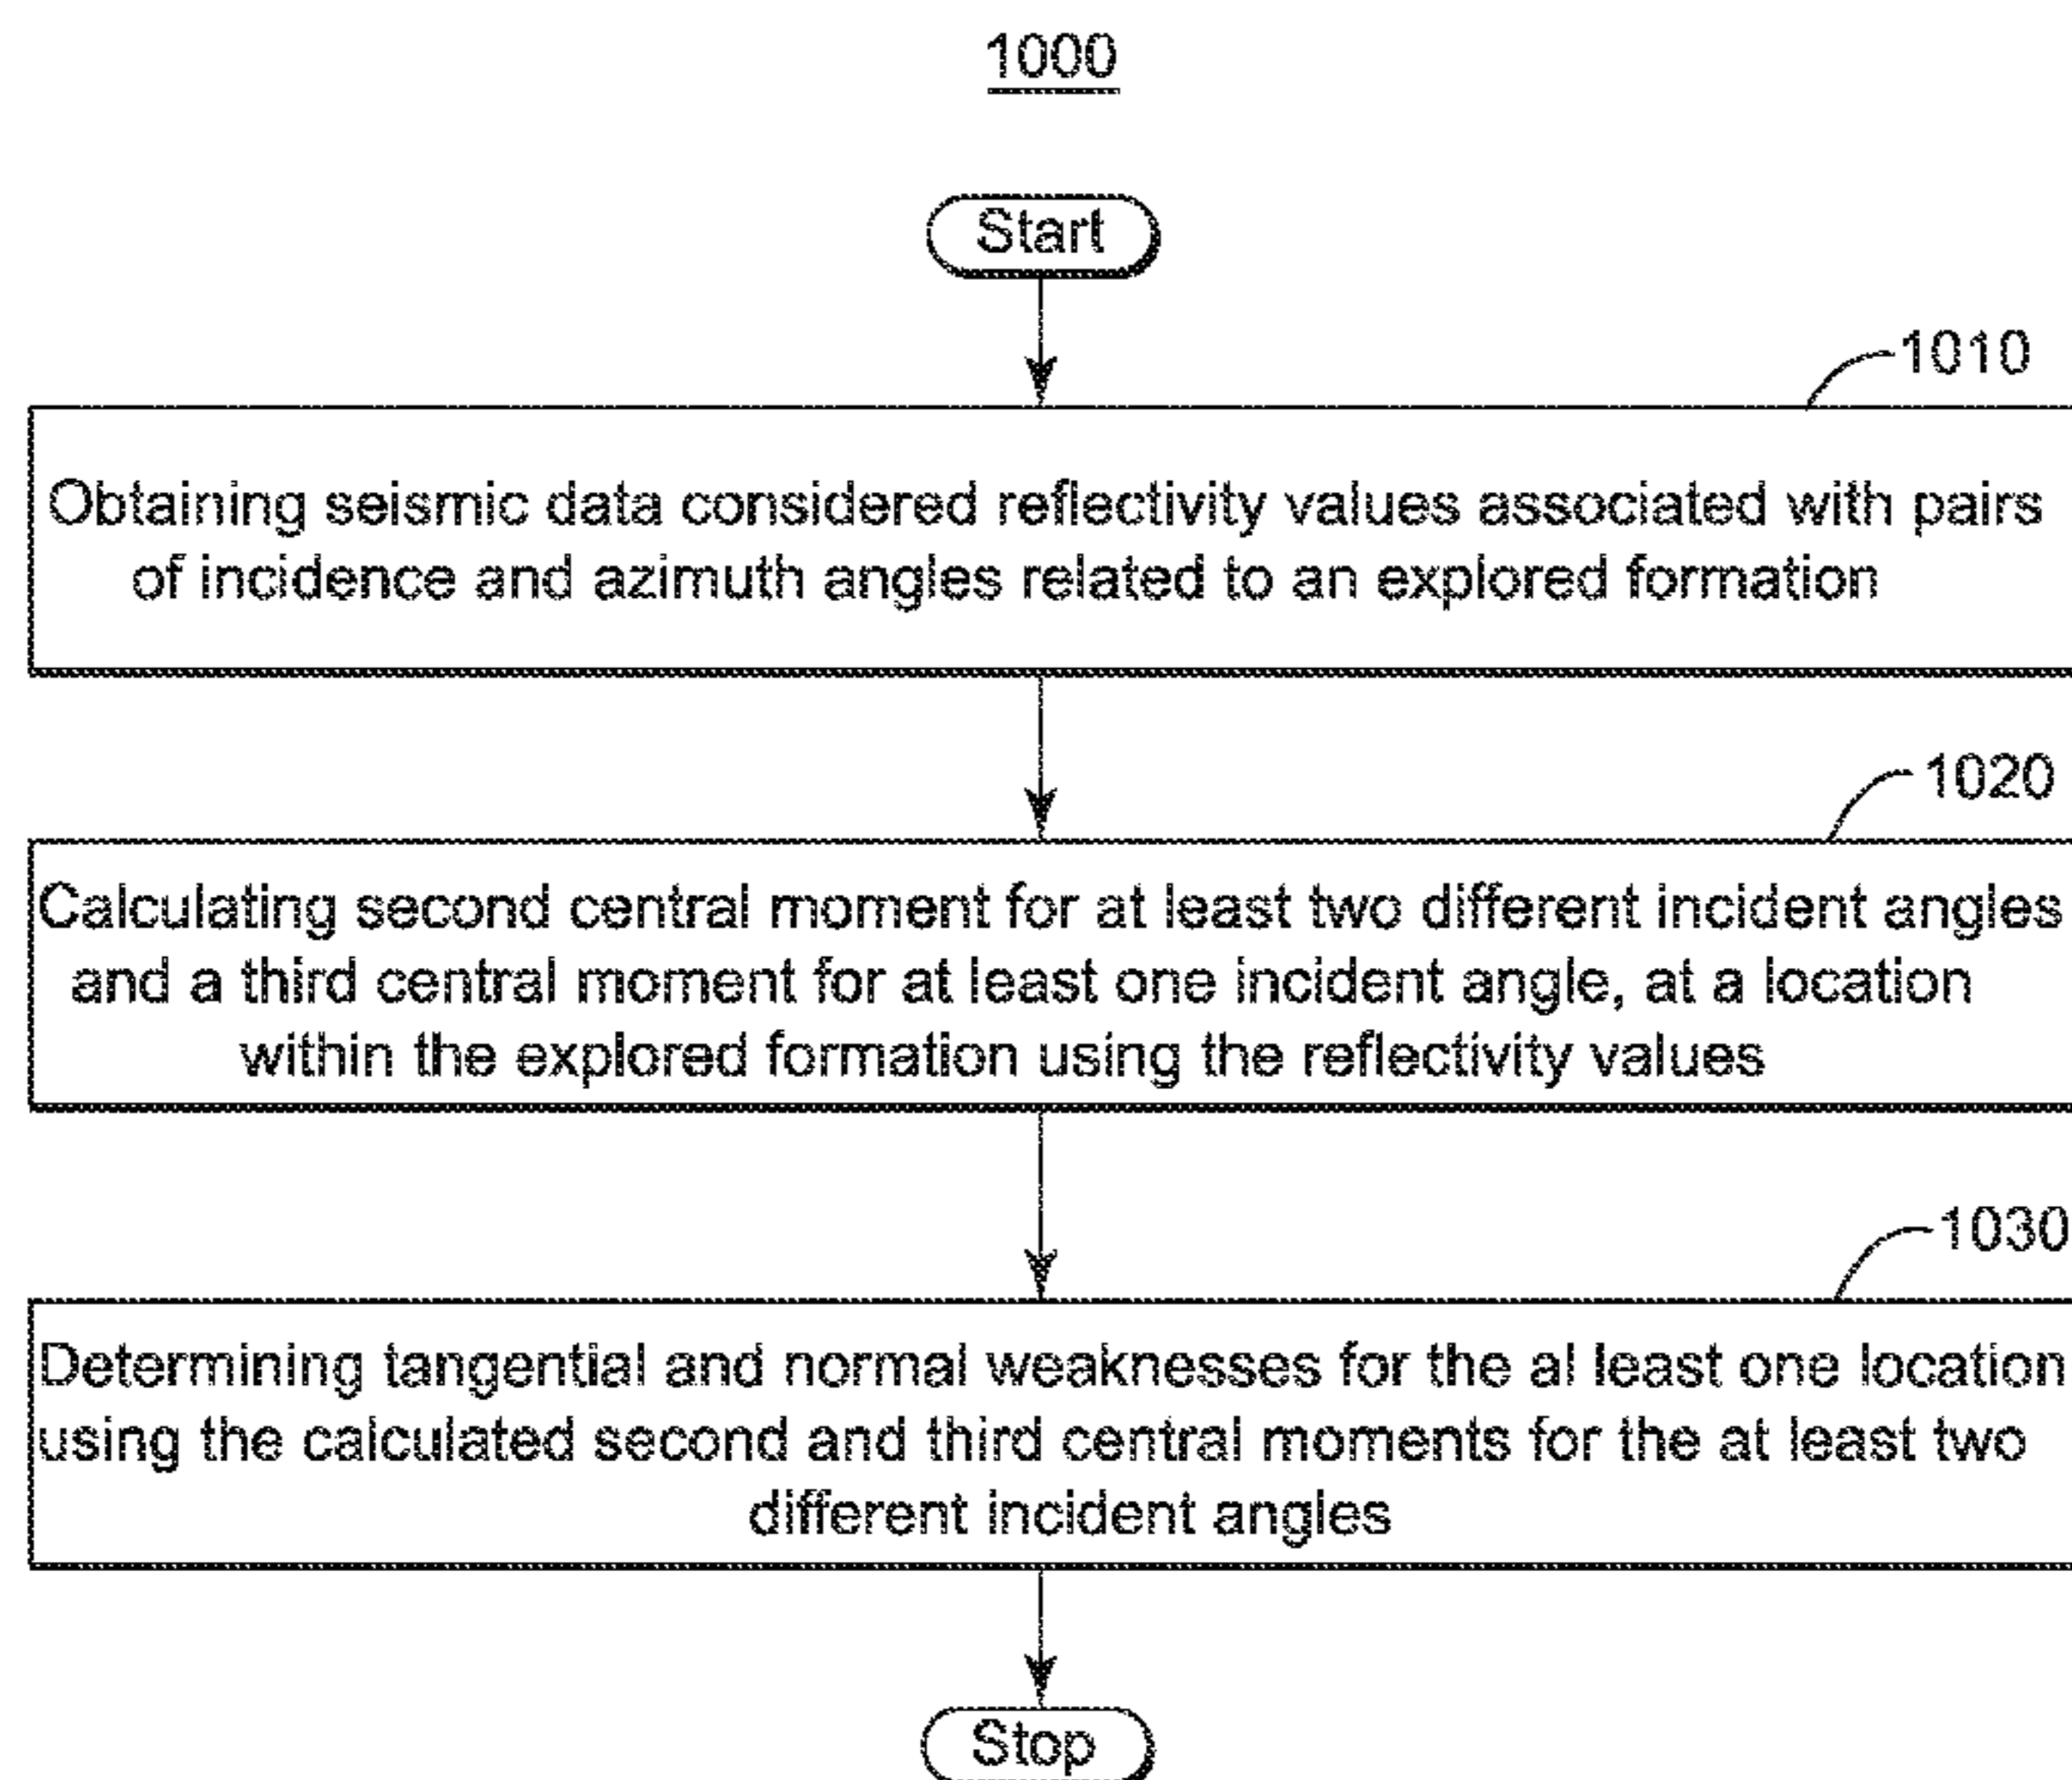 1000
Start
1010
Obtaining seismic data considered reflectivity values associated with pairs
of incidence and azimuth angles related to an explored formation
1020
Calculating second central moment for at least two different incident angles
and a third central moment for at least one incident angle, at a location
within the explored formation using the reflectivity values
1030
Determining tangential and normal weaknesses for the al least one location
using the calculated second and third central moments for the at least two
different incident angles
Stop